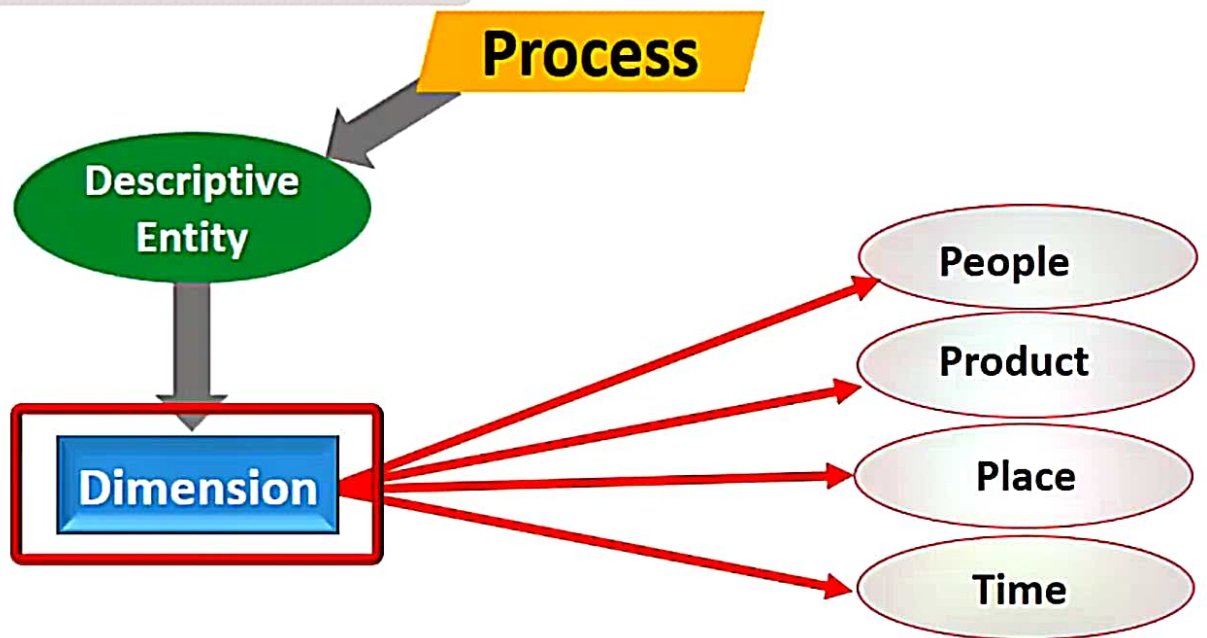 Process
Descriptive
Entity
Dimension
People
Product
Place
Time